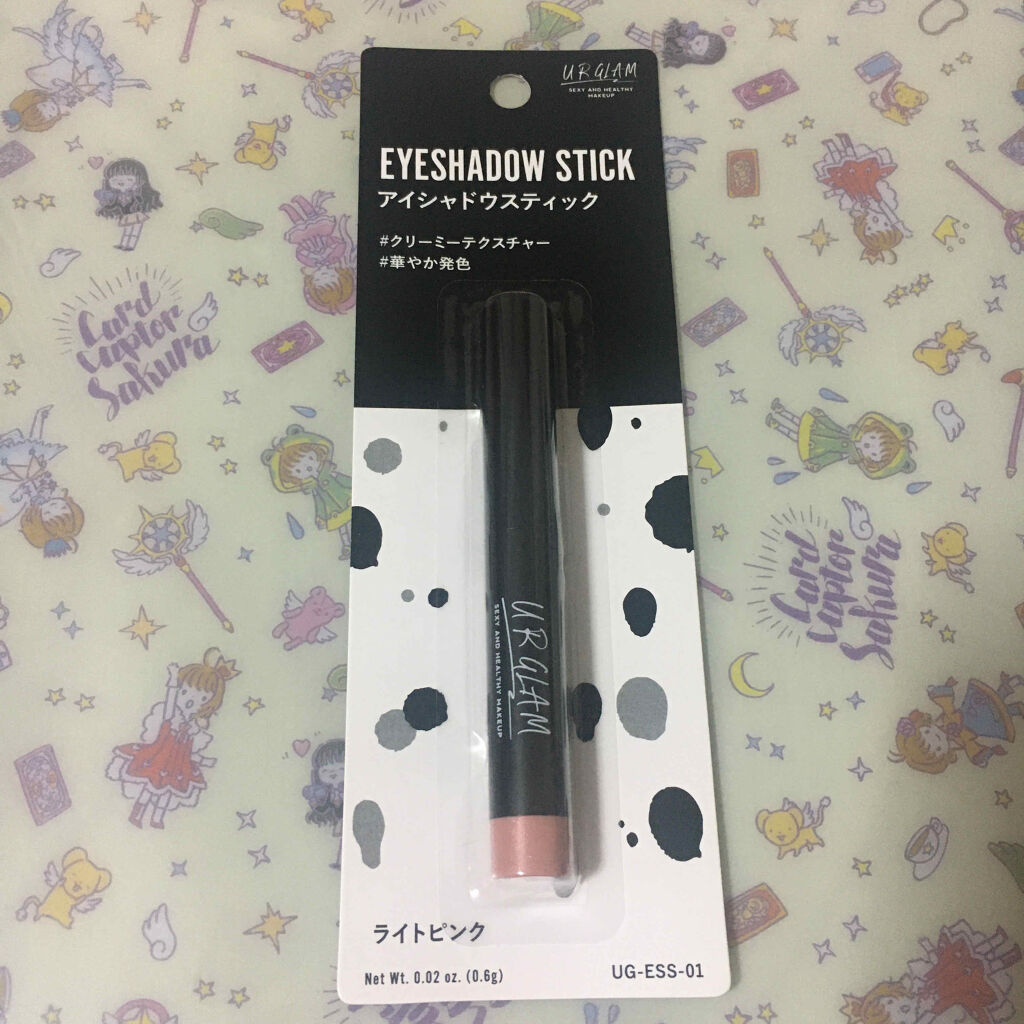 UR GLAM
SEXY AND HEALTHY
MAKEUP
EYESHADOW STICK
アイシャドウスティック
#クリーミーテクスチャー
#華やか発色
UR GLAM
SEXY AND HEALTHY MAKEUP
ライトピンク
Net Wt. 0.02 oz. (0.6g)
UG-ESS-01
Card
Captor
Sakura
Card
Captor
Sakura